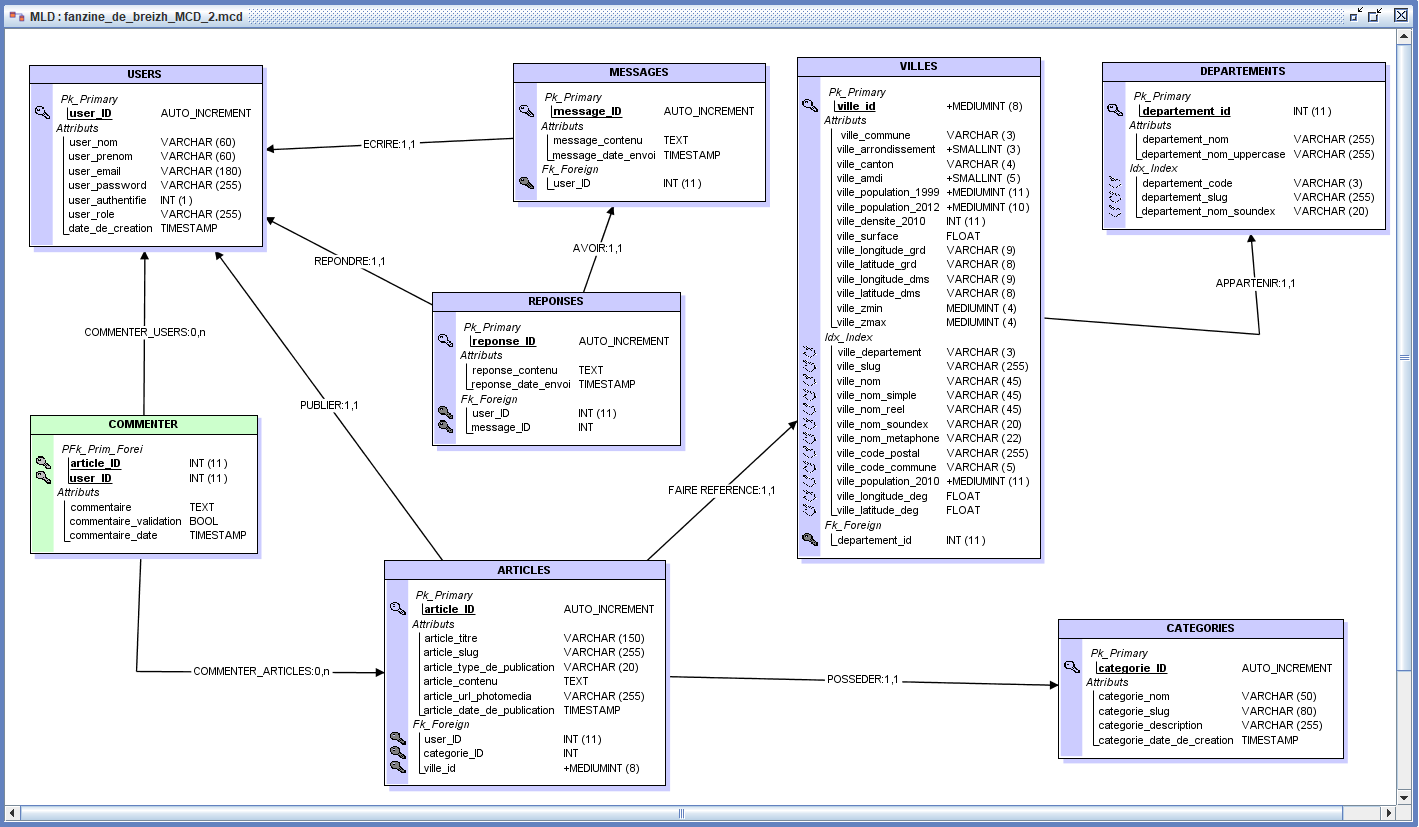 MLD : fanzine_de_breizh_MCD_2.mcd
USERS
Pk_Primary
user_ID AUTO_INCREMENT
Attributs
user_nom VARCHAR (60)
user_prenom VARCHAR (60)
user_email VARCHAR (180)
user_password VARCHAR (255)
user_authentifie INT (1)
user_role VARCHAR (255)
date_de_creation TIMESTAMP
ECRIRE:1,1
MESSAGES
Pk_Primary
message_ID AUTO_INCREMENT
Attributs
message_contenu TEXT
message_date_envoi TIMESTAMP
Fk_Foreign
user_ID INT (11)
VILLES
Pk_Primary
ville_id +MEDIUMINT (8)
Attributs
ville_commune VARCHAR (3)
ville_arrondissement +SMALLINT (3)
ville_canton VARCHAR (4)
ville_amdi +SMALLINT (5)
ville_population_1999 +MEDIUMINT (11)
ville_population_2012 +MEDIUMINT (10)
ville_densite_2010 INT (11)
ville_surface FLOAT
ville_longitude_grd VARCHAR (9)
ville_latitude_grd VARCHAR (8)
ville_longitude_dms VARCHAR (9)
ville_latitude_dms VARCHAR (8)
ville_zmin MEDIUMINT (4)
ville_zmax MEDIUMINT (4)
Idx_Index
ville_departement VARCHAR (3)
ville_slug VARCHAR (255)
ville_nom VARCHAR (45)
ville_nom_simple VARCHAR (45)
ville_nom_reel VARCHAR (45)
ville_nom_soundex VARCHAR (20)
ville_nom_metaphone VARCHAR (22)
ville_code_postal VARCHAR (255)
ville_code_commune VARCHAR (5)
ville_population_2010 +MEDIUMINT (11)
ville_longitude_deg FLOAT
ville_latitude_deg FLOAT
Fk_Foreign
departement_id INT (11)
DEPARTEMENTS
Pk_Primary
departement_id INT (11)
Attributs
departement_nom VARCHAR (255)
departement_nom_uppercase VARCHAR (255)
Idx_Index
departement_code VARCHAR (3)
departement_slug VARCHAR (255)
departement_nom_soundex VARCHAR (20)
APPARTENIR:1,1
REPONDRE:1,1
AVOIR:1,1
REPONSES
Pk_Primary
reponse_ID AUTO_INCREMENT
Attributs
reponse_contenu TEXT
reponse_date_envoi TIMESTAMP
Fk_Foreign
user_ID INT (11)
message_ID INT
COMMENTER_USERS:0,n
PUBLIER:1,1
COMMENTER
PFk_Prim_Forei
article_ID INT (11)
user_ID INT (11)
Attributs
commentaire TEXT
commentaire_validation BOOL
commentaire_date TIMESTAMP
FAIRE REFERENCE:1,1
COMMENTER_ARTICLES:0,n
ARTICLES
Pk_Primary
article_ID AUTO_INCREMENT
Attributs
article_titre VARCHAR (150)
article_slug VARCHAR (255)
article_type_de_publication VARCHAR (20)
article_contenu TEXT
article_url_photomedia VARCHAR (255)
article_date_de_publication TIMESTAMP
Fk_Foreign
user_ID INT (11)
categorie_ID INT
ville_id +MEDIUMINT (8)
POSSEDER:1,1
CATEGORIES
Pk_Primary
categorie_ID AUTO_INCREMENT
Attributs
categorie_nom VARCHAR (50)
categorie_slug VARCHAR (80)
categorie_description VARCHAR (255)
categorie_date_de_creation TIMESTAMP